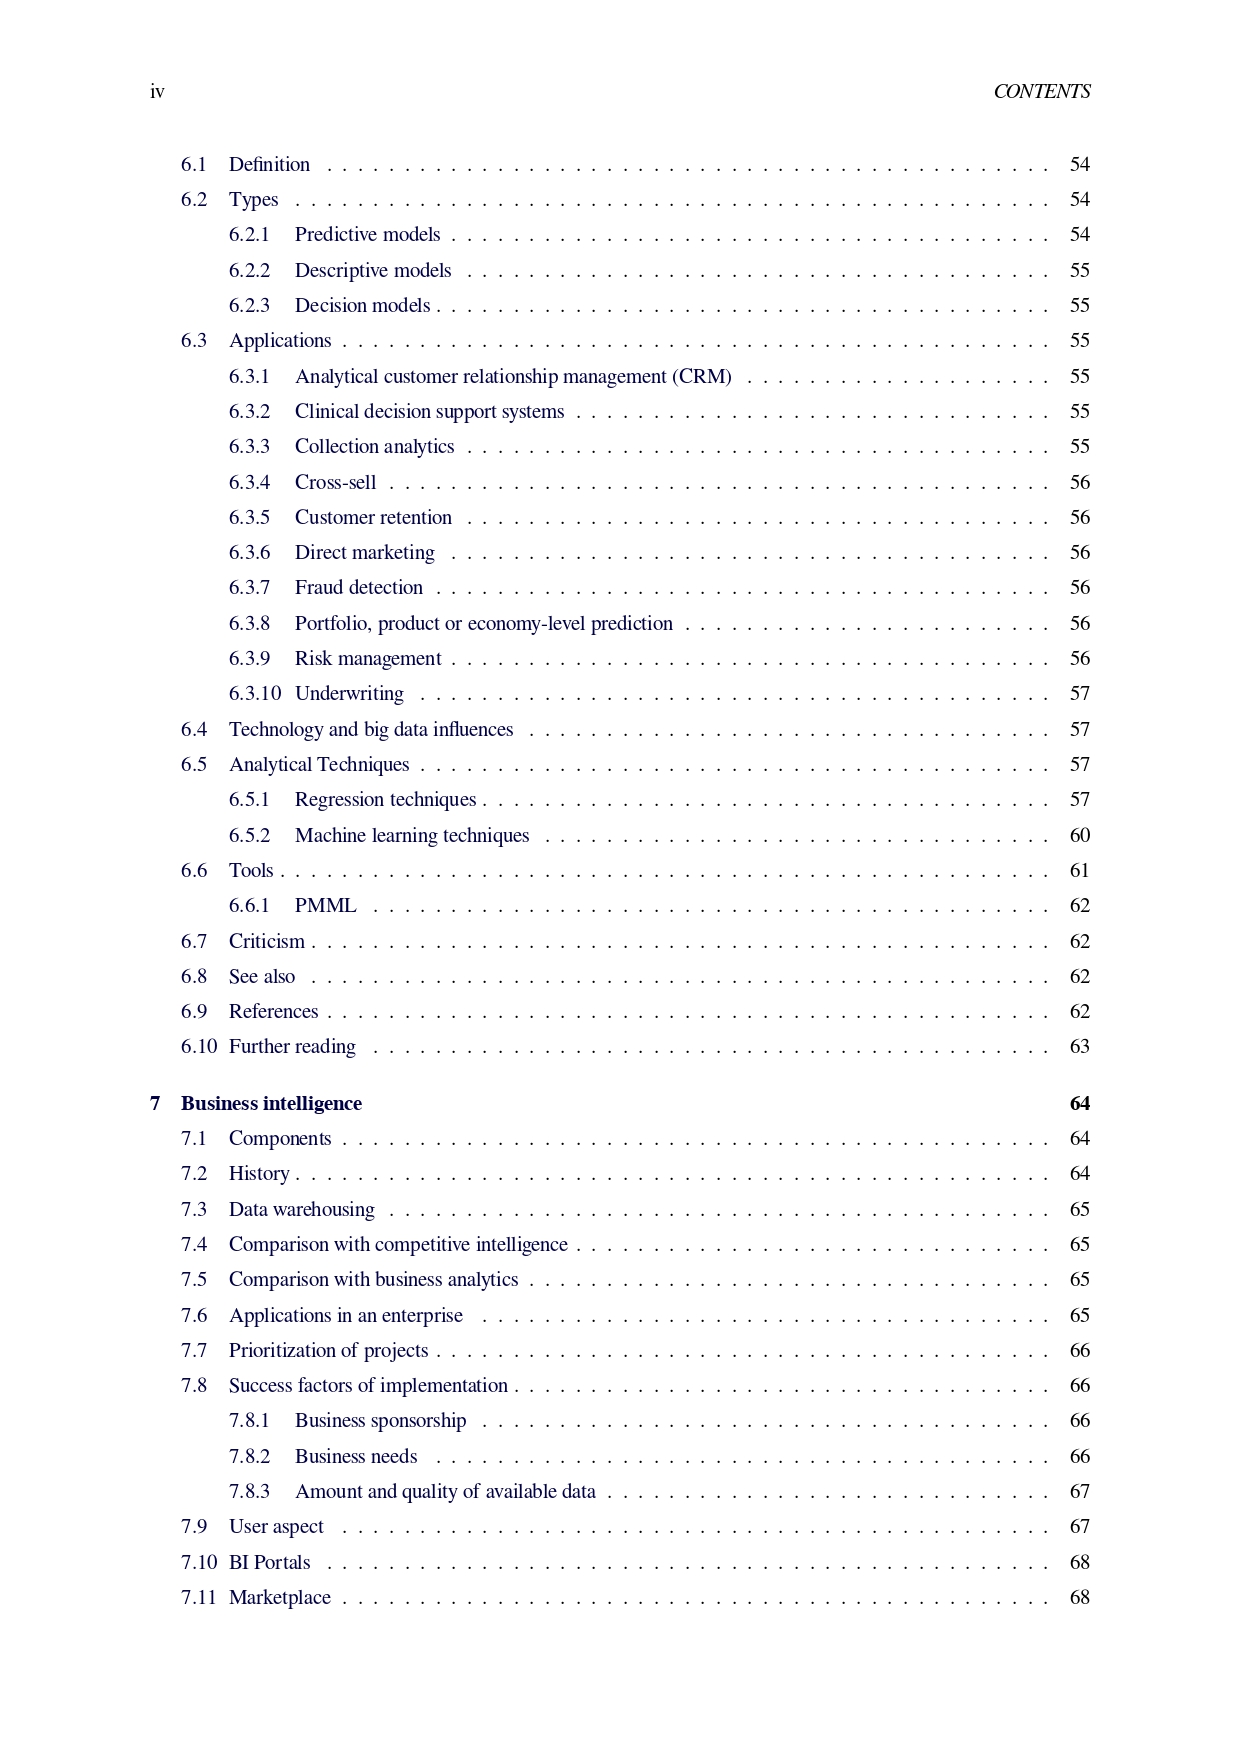 iv CONTENTS
6.1 Definition . . . . . . . . . . . . . . . . . . . . . . . . . . . . . . . . . . . . . . . . . . . . . . . 54
6.2 Types . . . . . . . . . . . . . . . . . . . . . . . . . . . . . . . . . . . . . . . . . . . . . . . . . 54
6.2.1 Predictive models . . . . . . . . . . . . . . . . . . . . . . . . . . . . . . . . . . . . . . . 54
6.2.2 Descriptive models . . . . . . . . . . . . . . . . . . . . . . . . . . . . . . . . . . . . . . 55
6.2.3 Decision models . . . . . . . . . . . . . . . . . . . . . . . . . . . . . . . . . . . . . . . . 55
6.3 Applications . . . . . . . . . . . . . . . . . . . . . . . . . . . . . . . . . . . . . . . . . . . . . . 55
6.3.1 Analytical customer relationship management (CRM) . . . . . . . . . . . . . . . . . . . . 55
6.3.2 Clinical decision support systems . . . . . . . . . . . . . . . . . . . . . . . . . . . . . . . 55
6.3.3 Collection analytics . . . . . . . . . . . . . . . . . . . . . . . . . . . . . . . . . . . . . . 55
6.3.4 Cross-sell . . . . . . . . . . . . . . . . . . . . . . . . . . . . . . . . . . . . . . . . . . . 56
6.3.5 Customer retention . . . . . . . . . . . . . . . . . . . . . . . . . . . . . . . . . . . . . . 56
6.3.6 Direct marketing . . . . . . . . . . . . . . . . . . . . . . . . . . . . . . . . . . . . . . . 56
6.3.7 Fraud detection . . . . . . . . . . . . . . . . . . . . . . . . . . . . . . . . . . . . . . . . 56
6.3.8 Portfolio, product or economy-level prediction . . . . . . . . . . . . . . . . . . . . . . . . 56
6.3.9 Risk management . . . . . . . . . . . . . . . . . . . . . . . . . . . . . . . . . . . . . . . 56
6.3.10 Underwriting . . . . . . . . . . . . . . . . . . . . . . . . . . . . . . . . . . . . . . . . . 57
6.4 Technology and big data influences . . . . . . . . . . . . . . . . . . . . . . . . . . . . . . . . . . 57
6.5 Analytical Techniques . . . . . . . . . . . . . . . . . . . . . . . . . . . . . . . . . . . . . . . . . 57
6.5.1 Regression techniques . . . . . . . . . . . . . . . . . . . . . . . . . . . . . . . . . . . . . 57
6.5.2 Machine learning techniques . . . . . . . . . . . . . . . . . . . . . . . . . . . . . . . . . 60
6.6 Tools . . . . . . . . . . . . . . . . . . . . . . . . . . . . . . . . . . . . . . . . . . . . . . . . . . 61
6.6.1 PMML . . . . . . . . . . . . . . . . . . . . . . . . . . . . . . . . . . . . . . . . . . . . 62
6.7 Criticism . . . . . . . . . . . . . . . . . . . . . . . . . . . . . . . . . . . . . . . . . . . . . . . . 62
6.8 See also . . . . . . . . . . . . . . . . . . . . . . . . . . . . . . . . . . . . . . . . . . . . . . . . 62
6.9 References . . . . . . . . . . . . . . . . . . . . . . . . . . . . . . . . . . . . . . . . . . . . . . . 62
6.10 Further reading . . . . . . . . . . . . . . . . . . . . . . . . . . . . . . . . . . . . . . . . . . . . 63
7 Business intelligence 64
7.1 Components . . . . . . . . . . . . . . . . . . . . . . . . . . . . . . . . . . . . . . . . . . . . . . 64
7.2 History . . . . . . . . . . . . . . . . . . . . . . . . . . . . . . . . . . . . . . . . . . . . . . . . . 64
7.3 Data warehousing . . . . . . . . . . . . . . . . . . . . . . . . . . . . . . . . . . . . . . . . . . . 65
7.4 Comparison with competitive intelligence . . . . . . . . . . . . . . . . . . . . . . . . . . . . . . . 65
7.5 Comparison with business analytics . . . . . . . . . . . . . . . . . . . . . . . . . . . . . . . . . . 65
7.6 Applications in an enterprise . . . . . . . . . . . . . . . . . . . . . . . . . . . . . . . . . . . . . 65
7.7 Prioritization of projects . . . . . . . . . . . . . . . . . . . . . . . . . . . . . . . . . . . . . . . . 66
7.8 Success factors of implementation . . . . . . . . . . . . . . . . . . . . . . . . . . . . . . . . . . . 66
7.8.1 Business sponsorship . . . . . . . . . . . . . . . . . . . . . . . . . . . . . . . . . . . . . 66
7.8.2 Business needs . . . . . . . . . . . . . . . . . . . . . . . . . . . . . . . . . . . . . . . . 66
7.8.3 Amount and quality of available data . . . . . . . . . . . . . . . . . . . . . . . . . . . . . 67
7.9 User aspect . . . . . . . . . . . . . . . . . . . . . . . . . . . . . . . . . . . . . . . . . . . . . . 67
7.10 BI Portals . . . . . . . . . . . . . . . . . . . . . . . . . . . . . . . . . . . . . . . . . . . . . . . 68
7.11 Marketplace . . . . . . . . . . . . . . . . . . . . . . . . . . . . . . . . . . . . . . . . . . . . . . 68